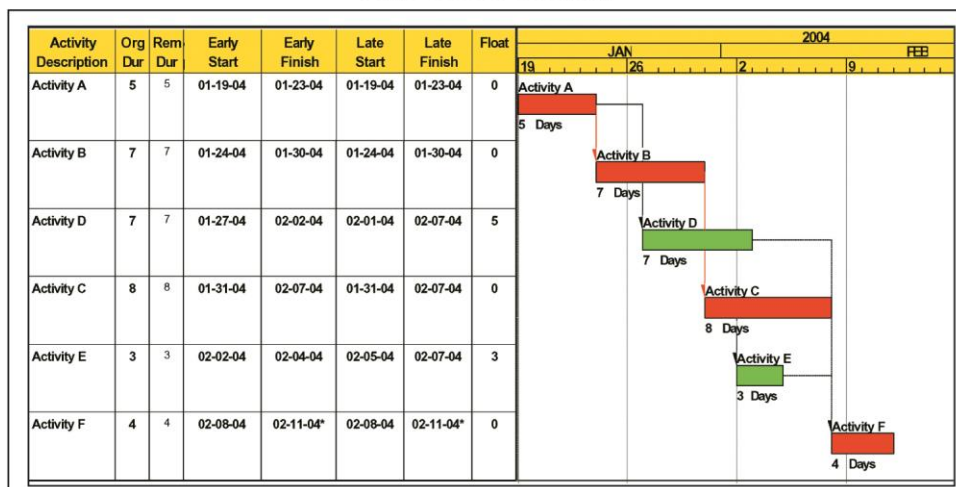 Activity Description Org Dur Rem Dur Early Start Early Finish Late Start Late Finish Float
2004
JAN FEB
19 26 2 9
Activity A 5 5 01-19-04 01-23-04 01-19-04 01-23-04 0
Activity A
5 Days
Activity B 7 7 01-24-04 01-30-04 01-24-04 01-30-04 0
Activity B
7 Days
Activity D 7 7 01-27-04 02-02-04 02-01-04 02-07-04 5
Activity D
7 Days
Activity C 8 8 01-31-04 02-07-04 01-31-04 02-07-04 0
Activity C
8 Days
Activity E 3 3 02-02-04 02-04-04 02-05-04 02-07-04 3
Activity E
3 Days
Activity F 4 4 02-08-04 02-11-04* 02-08-04 02-11-04* 0
Activity F
4 Days